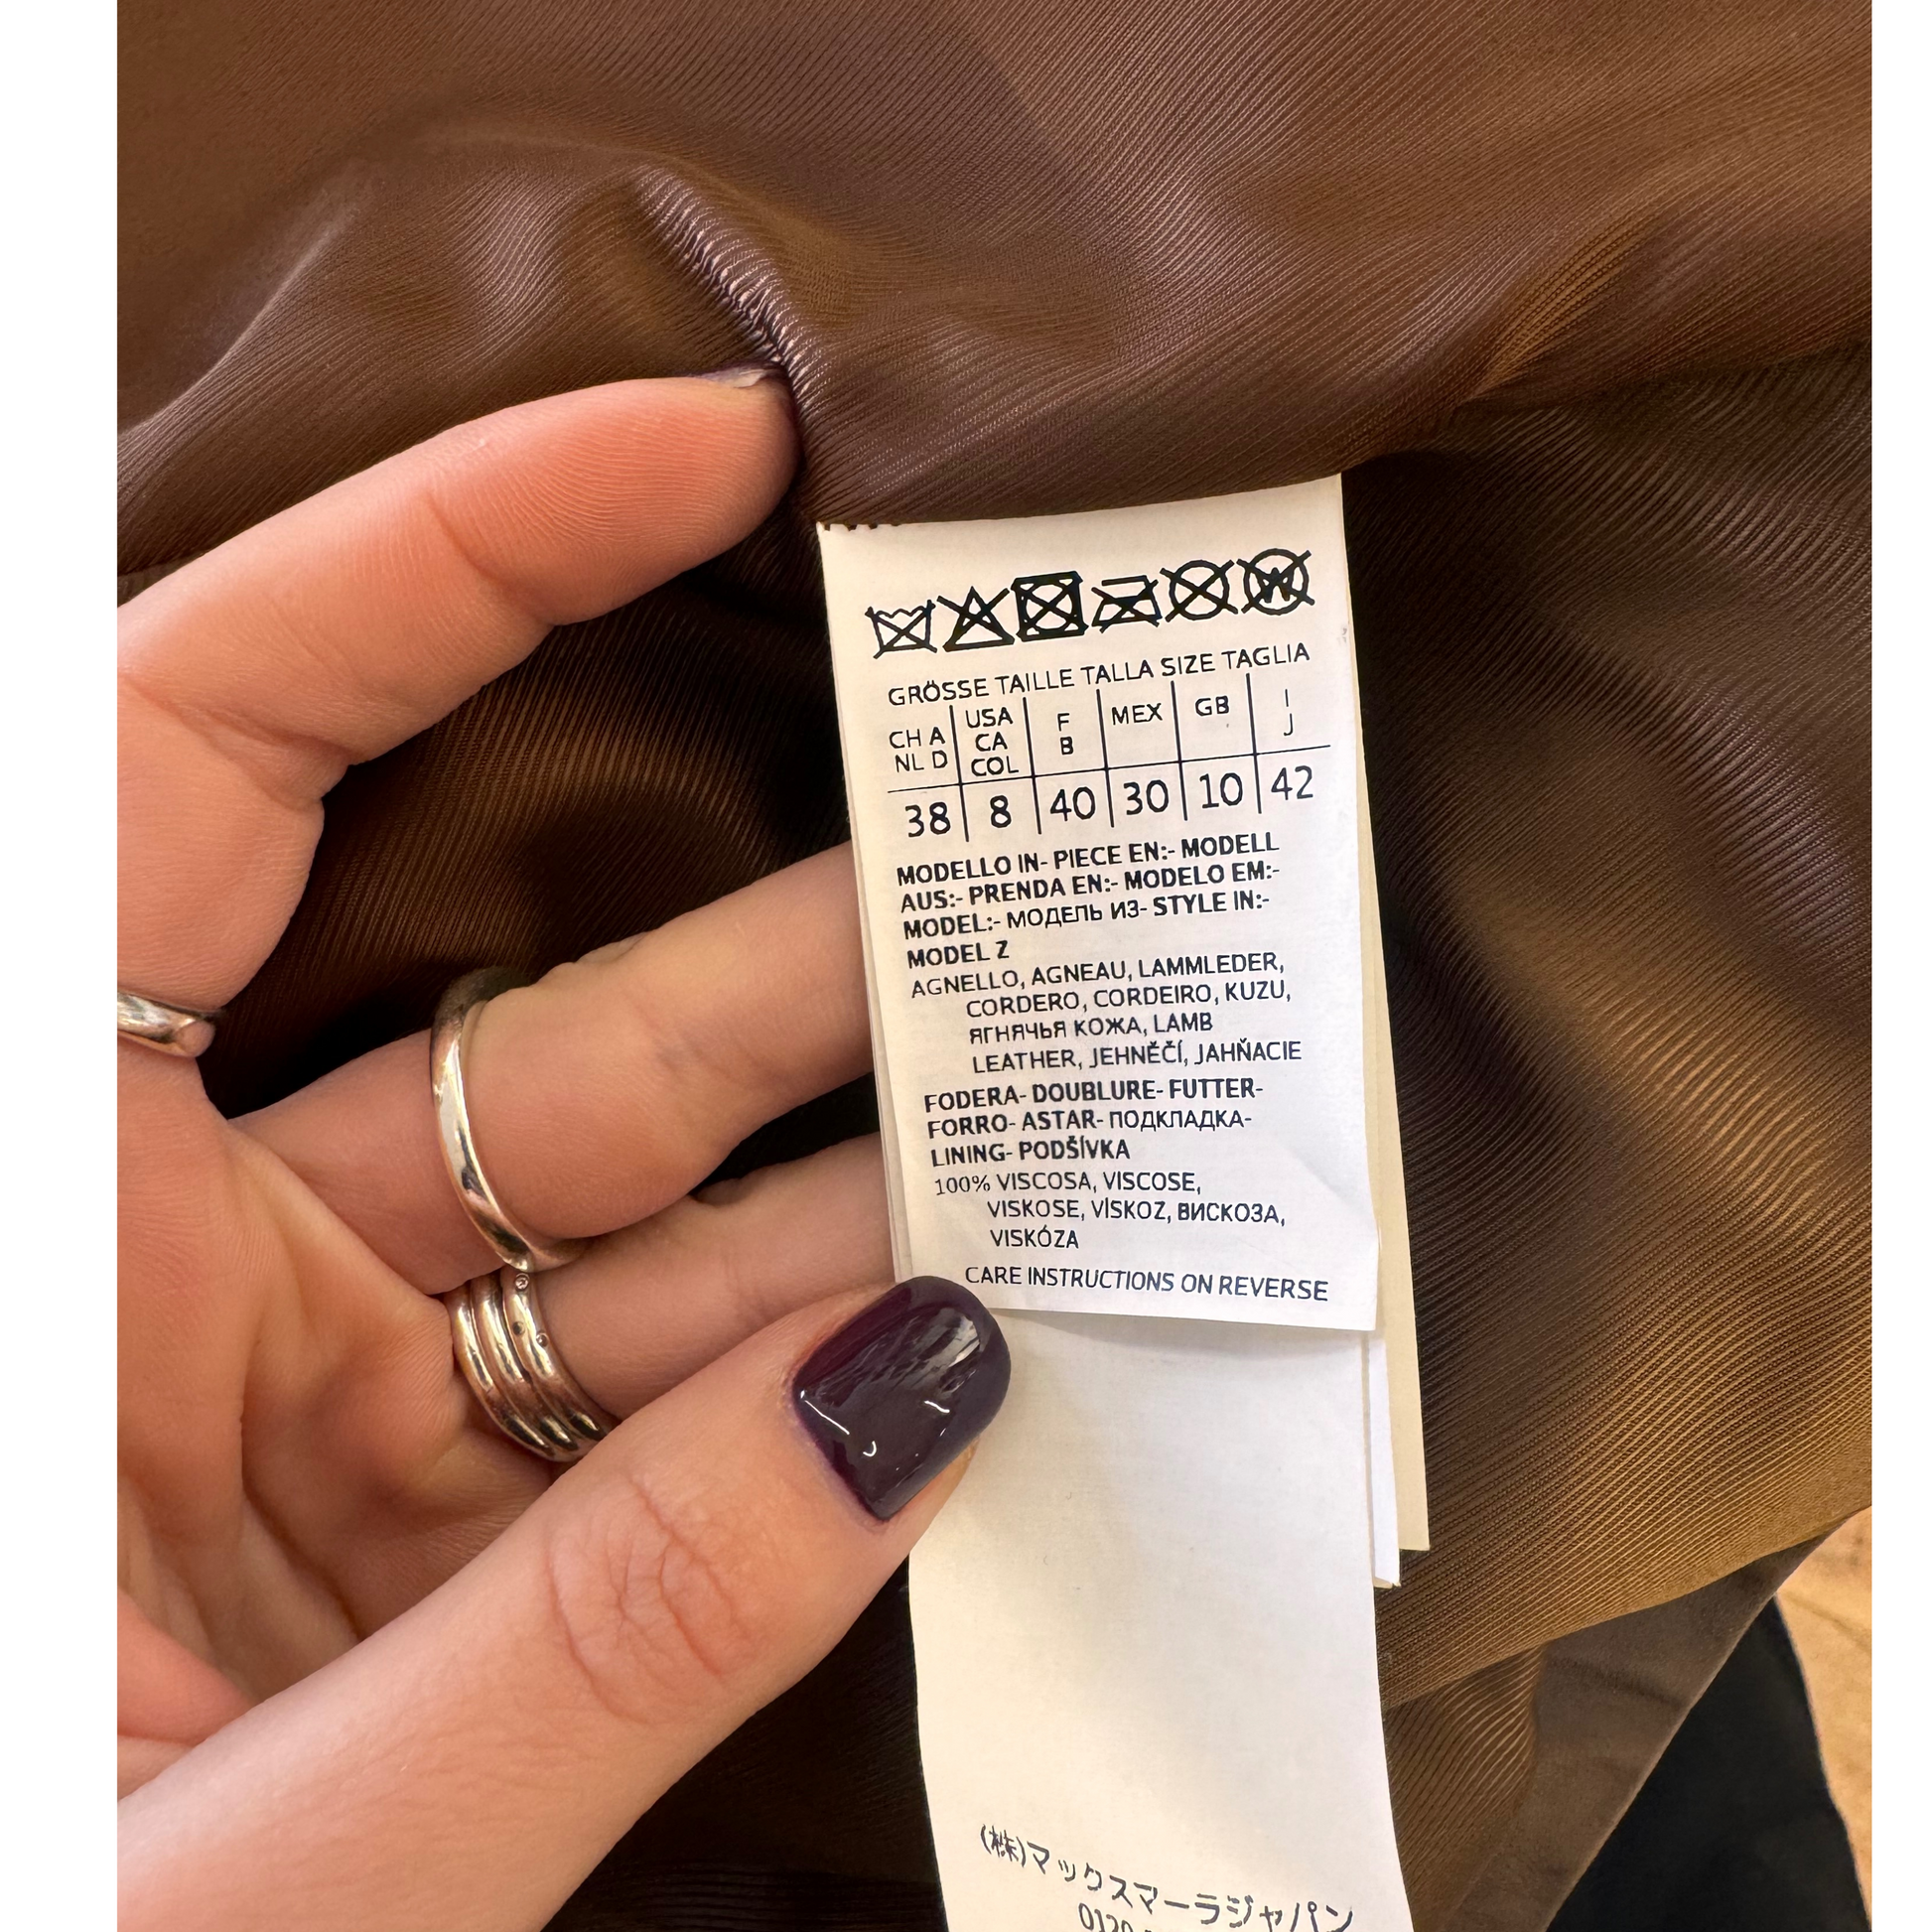 GRÖSSE TAILLE TALLA SIZE TAGLIA
CH A NL D | USA CA COL | F B | MEX | GB | I J
38 | 8 | 40 | 30 | 10 | 42
MODELLO IN- PIECE EN:- MODELL
AUS:- PRENDA EN:- MODELO EM:-
MODEL:- МОДЕЛЬ ИЗ- STYLE IN:-
MODEL Z
AGNELLO, AGNEAU, LAMMLEDER,
CORDERO, CORDEIRO, KUZU,
ЯГНЯЧЬЯ КОЖА, LAMB
LEATHER, JEHNĚČÍ, JAHŇACIE
FODERA- DOUBLURE- FUTTER-
FORRO- ASTAR- ПОДКЛАДКА-
LINING- PODŠÍVKA
100% VISCOSA, VISCOSE,
VISKOSE, VİSKOZ, ВИСКОЗА,
VISKÓZA
CARE INSTRUCTIONS ON REVERSE
(株)マックスマーラジャパン
0120